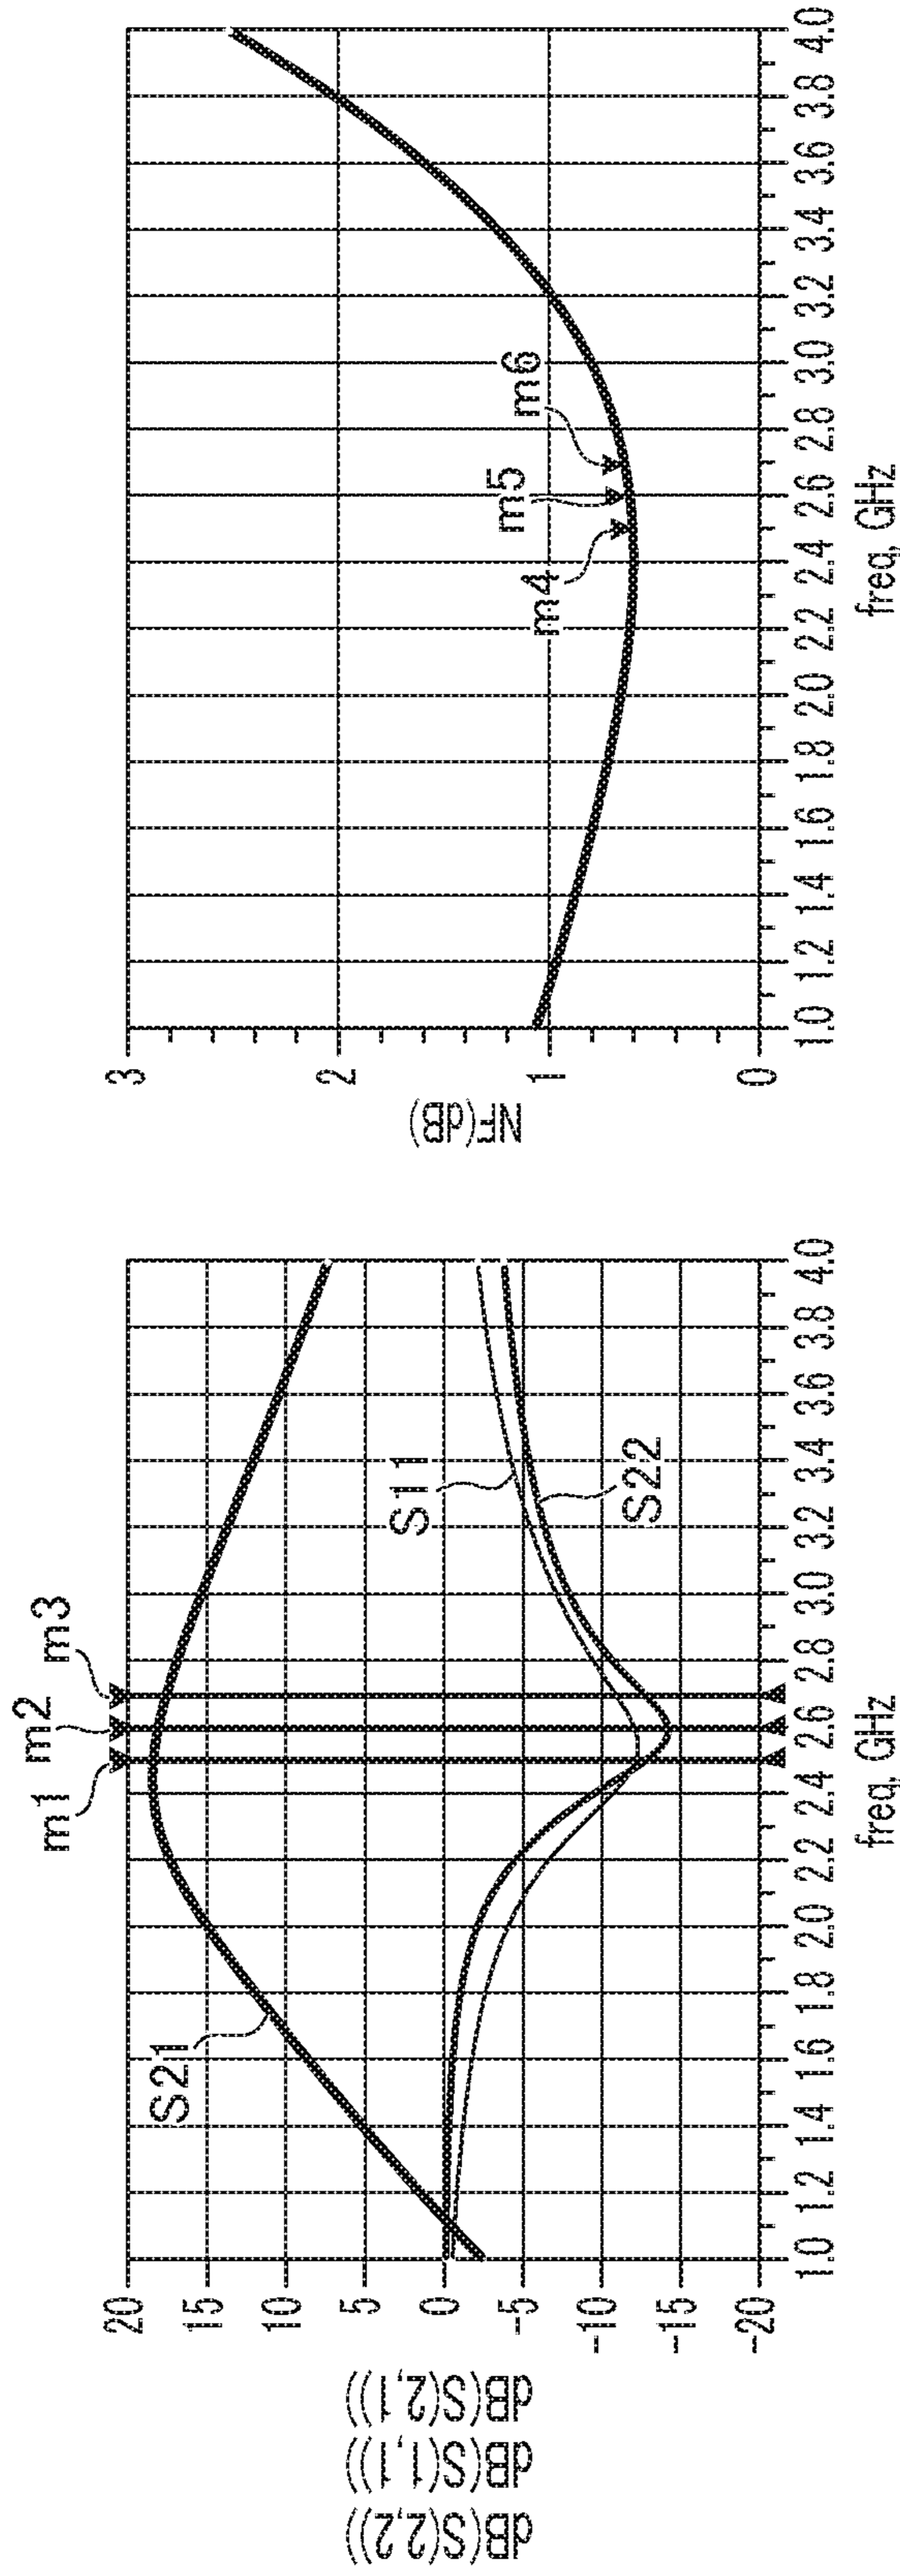 m1
m2
m3
20
15
10
5
0
-5
-10
-15
-20
dB(S(2,2))
dB(S(1,1))
dB(S(2,1))
S21
S11
S22
1.0 1.2 1.4 1.6 1.8 2.0 2.2 2.4 2.6 2.8 3.0 3.2 3.4 3.6 3.8 4.0
freq, GHz
3
2
1
0
NF(dB)
m4
m5
m6
1.0 1.2 1.4 1.6 1.8 2.0 2.2 2.4 2.6 2.8 3.0 3.2 3.4 3.6 3.8 4.0
freq, GHz